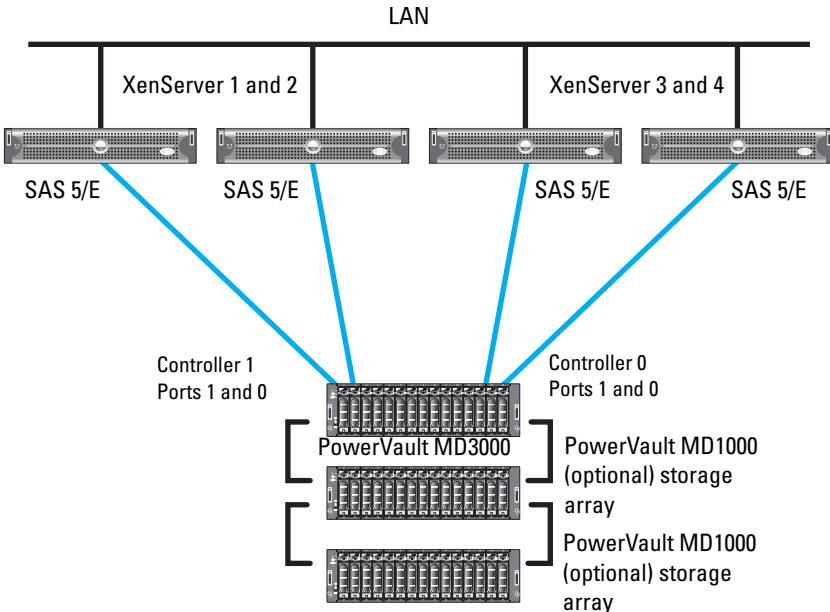 LAN
XenServer 1 and 2
XenServer 3 and 4
SAS 5/E
SAS 5/E
SAS 5/E
SAS 5/E
Controller 1
Ports 1 and 0
Controller 0
Ports 1 and 0
PowerVault MD3000
PowerVault MD1000
(optional) storage
array
PowerVault MD1000
(optional) storage
array